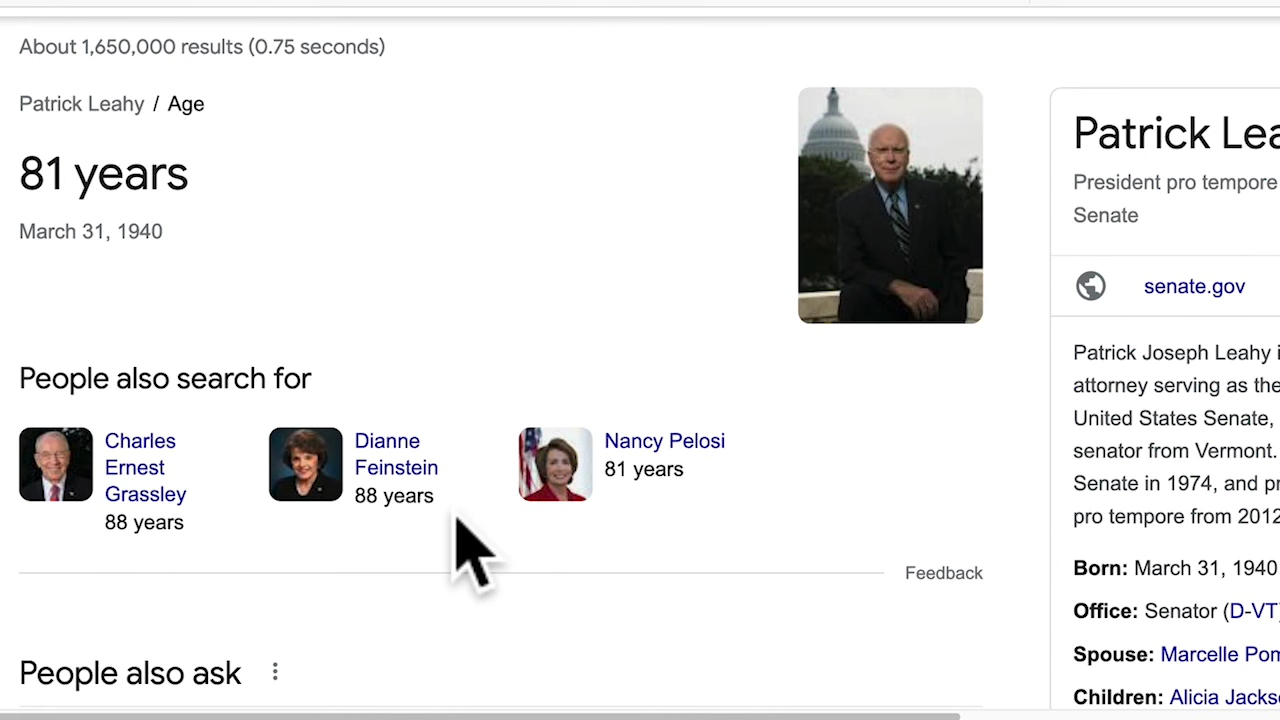 About 1,650,000 results (0.75 seconds)
Patrick Leahy / Age
81 years
March 31, 1940
People also search for
Charles
Ernest
Grassley
88 years
Dianne
Feinstein
88 years
Nancy Pelosi
81 years
Feedback
People also ask
Patrick Lea
President pro tempore
Senate
senate.gov
Patrick Joseph Leahy i
attorney serving as the
United States Senate,
senator from Vermont.
Senate in 1974, and pr
pro tempore from 2012
Born: March 31, 1940
Office: Senator (D-VT)
Spouse: Marcelle Pom
Children: Alicia Jacks